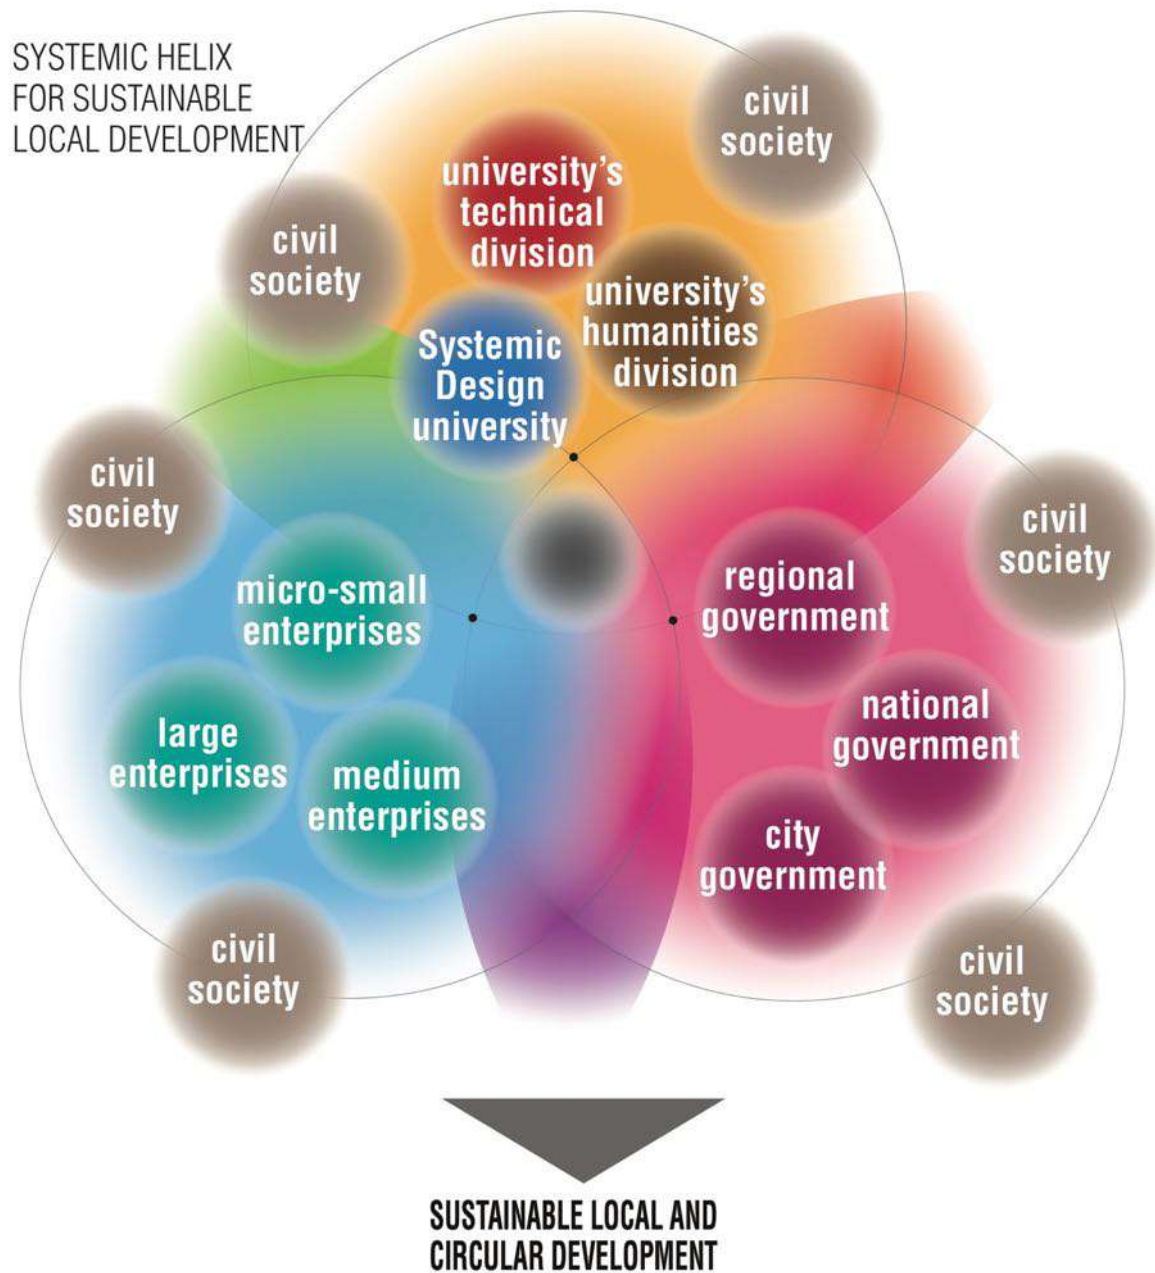 SYSTEMIC HELIX
FOR SUSTAINABLE
LOCAL DEVELOPMENT
civil
society
university's
technical
division
civil
society
university's
humanities
division
Systemic
Design
university
civil
society
civil
society
micro-small
enterprises
regional
government
large
enterprises
national
government
medium
enterprises
city
government
civil
society
civil
society
SUSTAINABLE LOCAL AND
CIRCULAR DEVELOPMENT